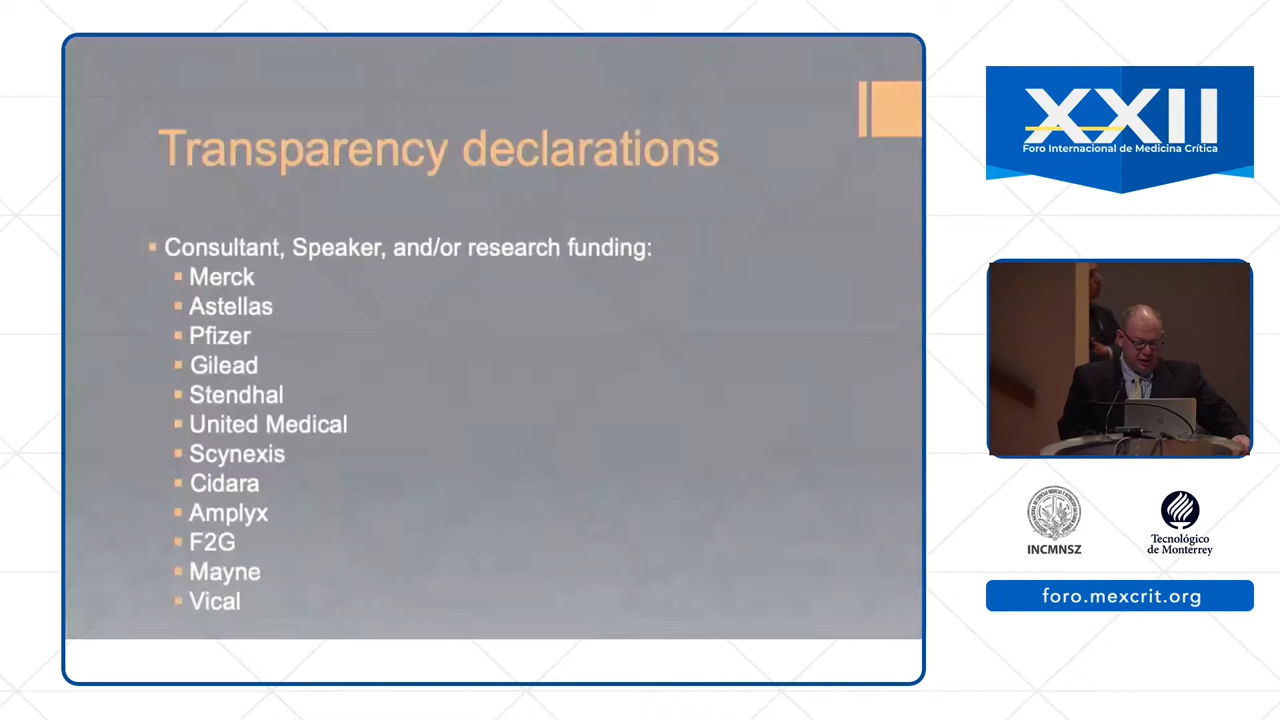 Transparency declarations
Consultant, Speaker, and/or research funding:
Merck
Astellas
Pfizer
Gilead
Stendhal
United Medical
Scynexis
Cidara
Amplyx
F2G
Mayne
Vical
XXII
Foro Internacional de Medicina Crítica
INCMNSZ
Tecnológico
de Monterrey
foro.mexcrit.org